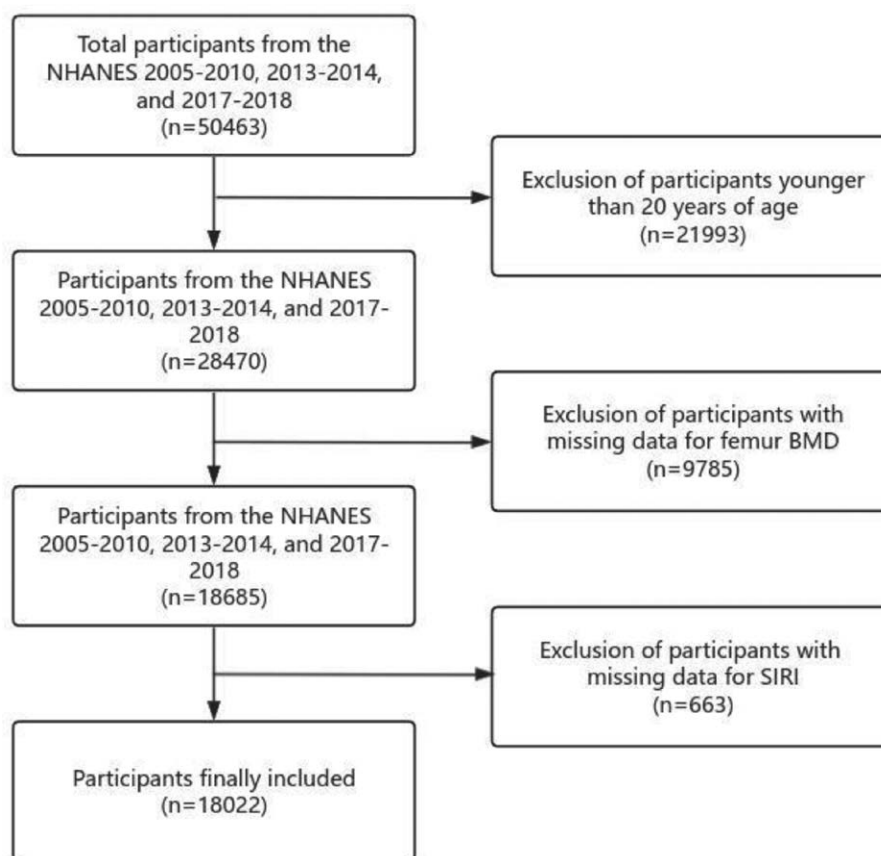 Total participants from the
NHANES 2005-2010, 2013-2014,
and 2017-2018
(n=50463)
Exclusion of participants younger
than 20 years of age
(n=21993)
Participants from the NHANES
2005-2010, 2013-2014, and 2017-
2018
(n=28470)
Exclusion of participants with
missing data for femur BMD
(n=9785)
Participants from the NHANES
2005-2010, 2013-2014, and 2017-
2018
(n=18685)
Exclusion of participants with
missing data for SIRI
(n=663)
Participants finally included
(n=18022)